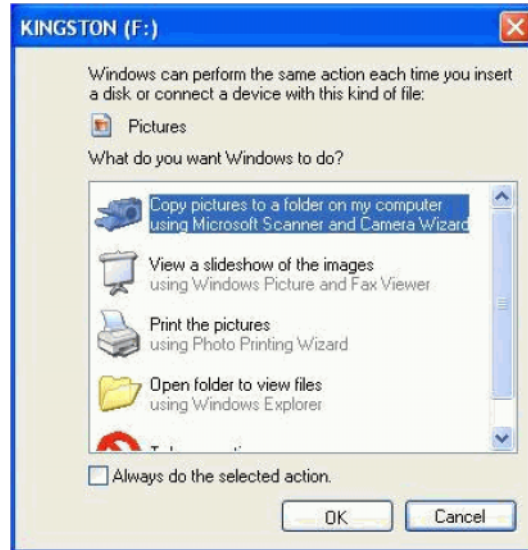 KINGSTON (F:)
Windows can perform the same action each time you insert
a disk or connect a device with this kind of file:
Pictures
What do you want Windows to do?
Copy pictures to a folder on my computer
using Microsoft Scanner and Camera Wizard
View a slideshow of the images
using Windows Picture and Fax Viewer
Print the pictures
using Photo Printing Wizard
Open folder to view files
using Windows Explorer
Always do the selected action.
OK
Cancel